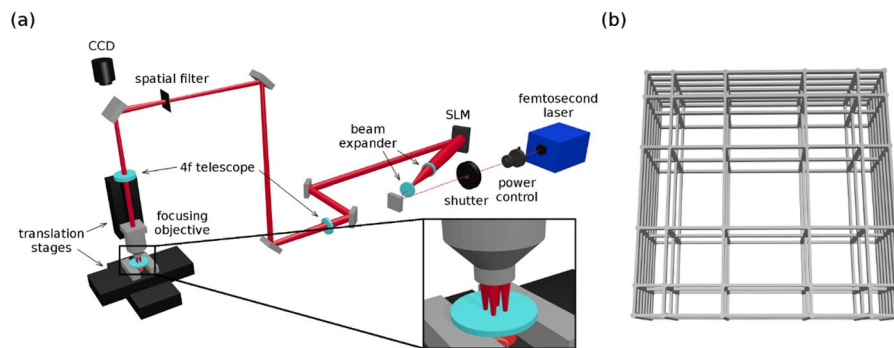 (a)
CCD
spatial filter
4f telescope
translation
stages
focusing
objective
beam
expander
SLM
femtosecond
laser
power
control
shutter
(b)